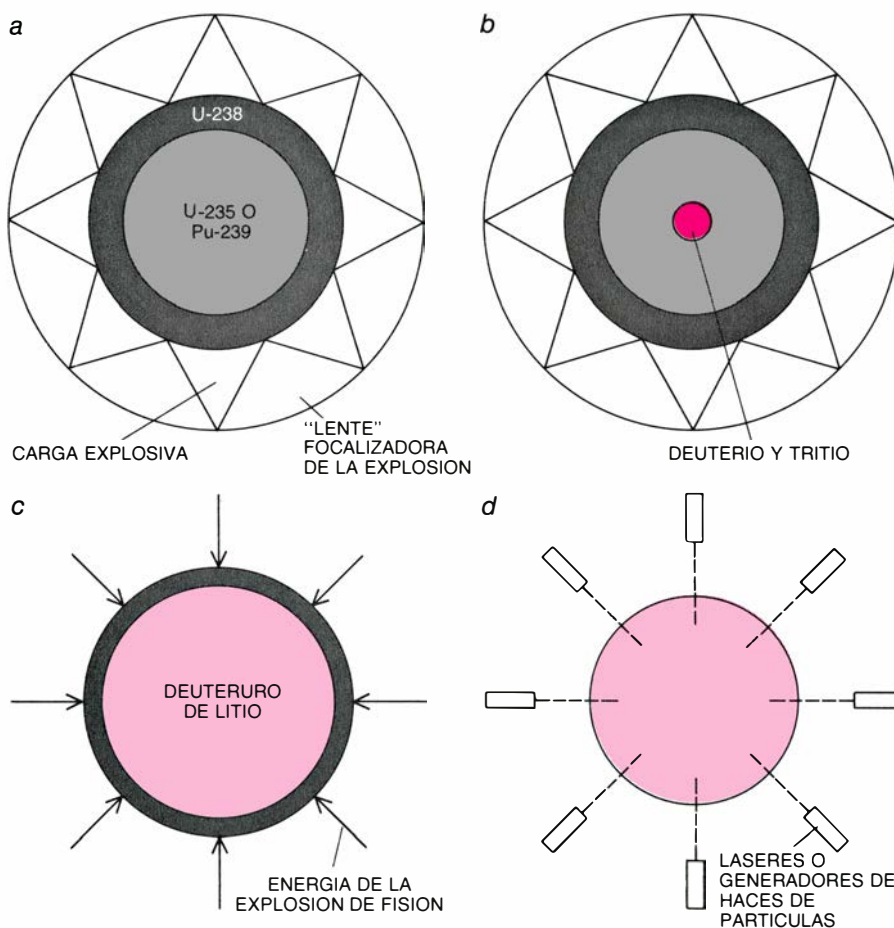 a
b
U-238
U-235 O
Pu-239
CARGA EXPLOSIVA
"LENTE"
FOCALIZADORA
DE LA EXPLOSION
DEUTERIO Y TRITIO
c
d
DEUTERURO
DE LITIO
ENERGIA DE LA
EXPLOSION DE FISION
LASERES O
GENERADORES DE
HACES DE
PARTICULAS